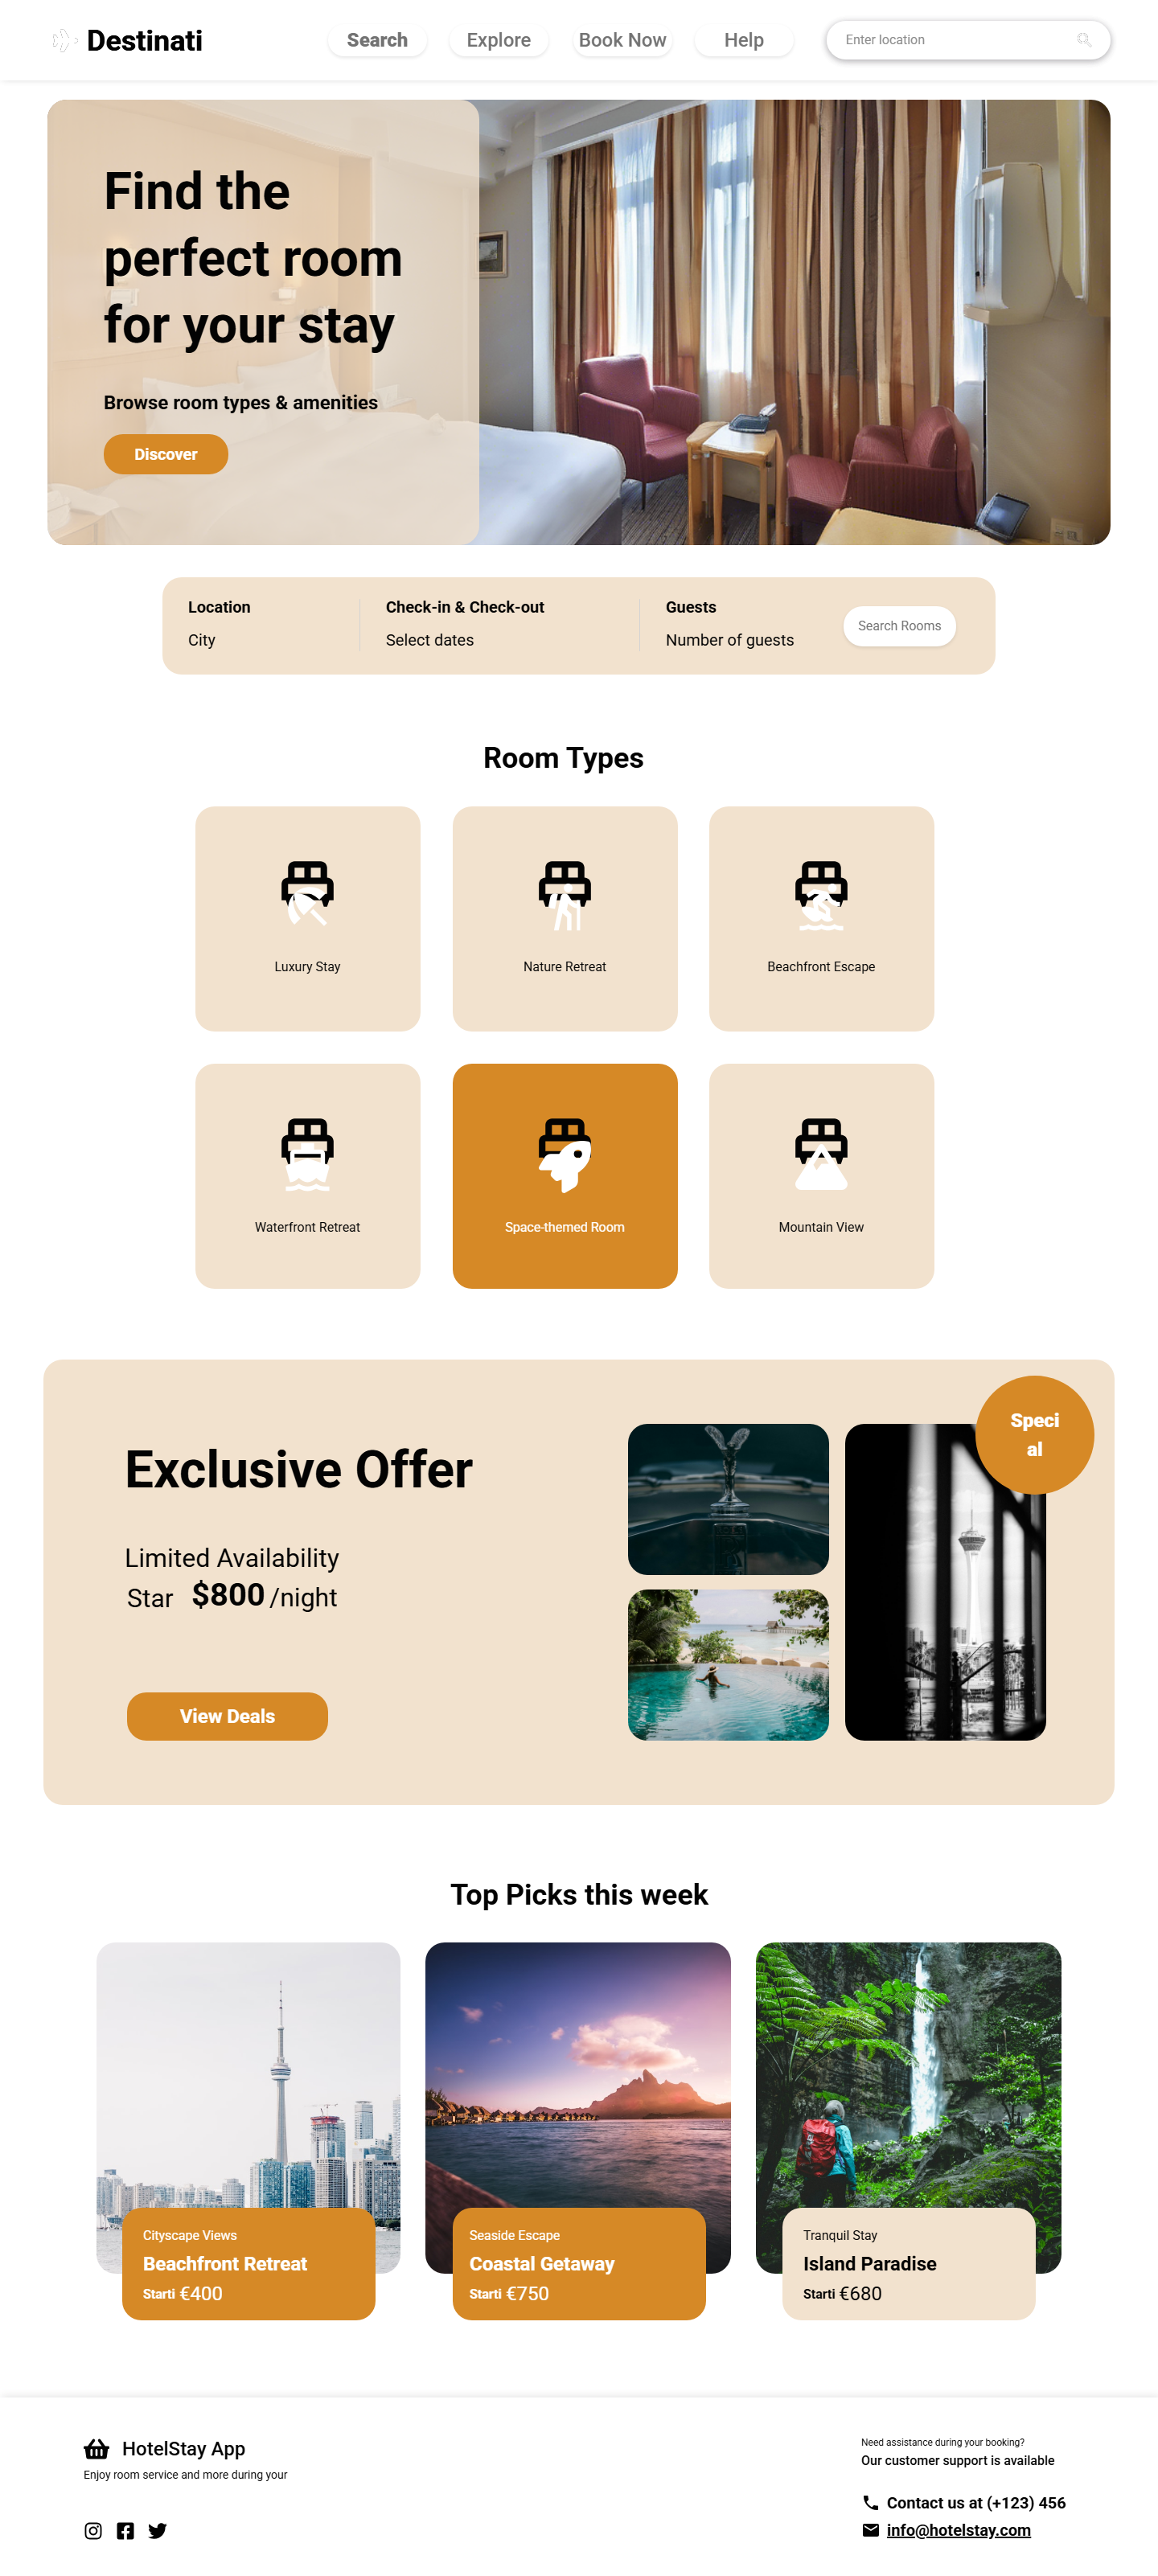 Destinati
Search
Explore
Book Now
Help
Enter location
Find the
perfect room
for your stay
Browse room types & amenities
Discover
Location
City
Check-in & Check-out
Select dates
Guests
Number of guests
Search Rooms
Room Types
Luxury Stay
Nature Retreat
Beachfront Escape
Waterfront Retreat
Space-themed Room
Mountain View
Exclusive Offer
Speci
al
Limited Availability
Star $800 /night
View Deals
Top Picks this week
Cityscape Views
Beachfront Retreat
Starti €400
Seaside Escape
Coastal Getaway
Starti €750
Tranquil Stay
Island Paradise
Starti €680
HotelStay App
Enjoy room service and more during your
Need assistance during your booking?
Our customer support is available
Contact us at (+123) 456
info@hotelstay.com